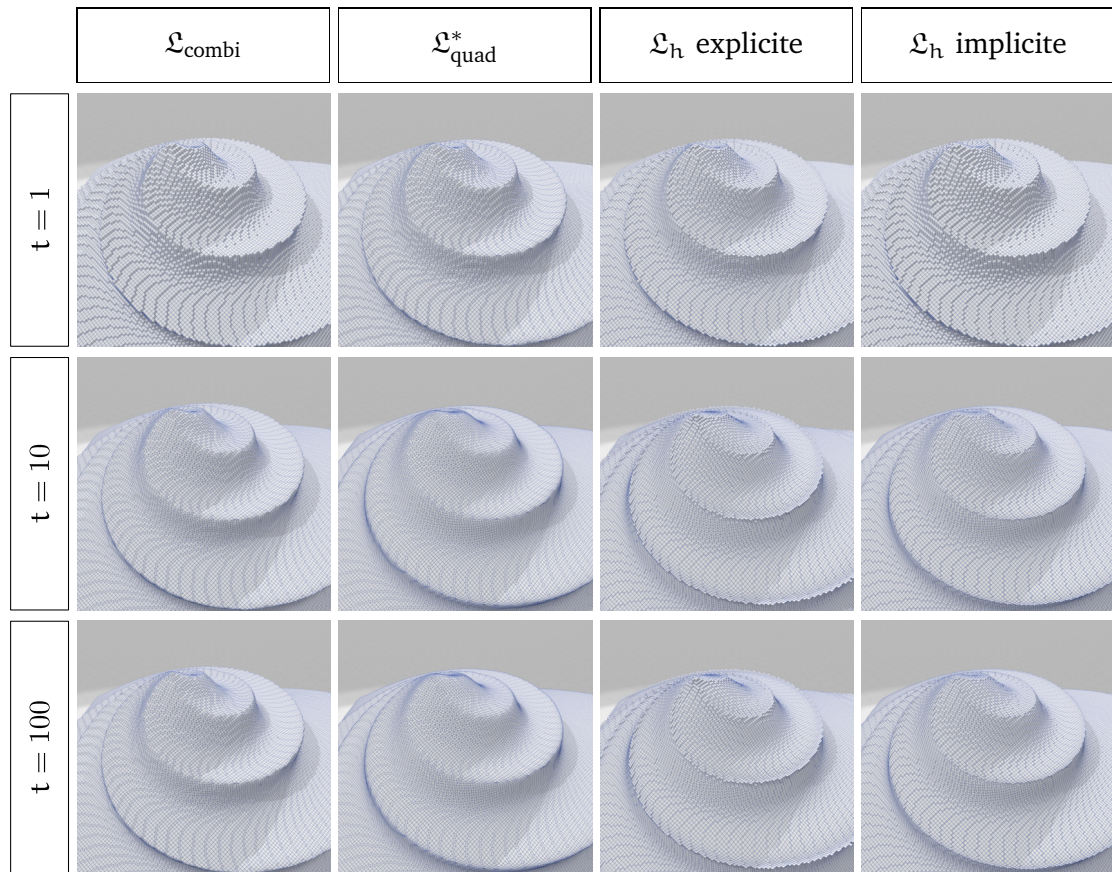 𝔏combi
𝔏*quad
𝔏h explicite
𝔏h implicite
t = 1
t = 10
t = 100